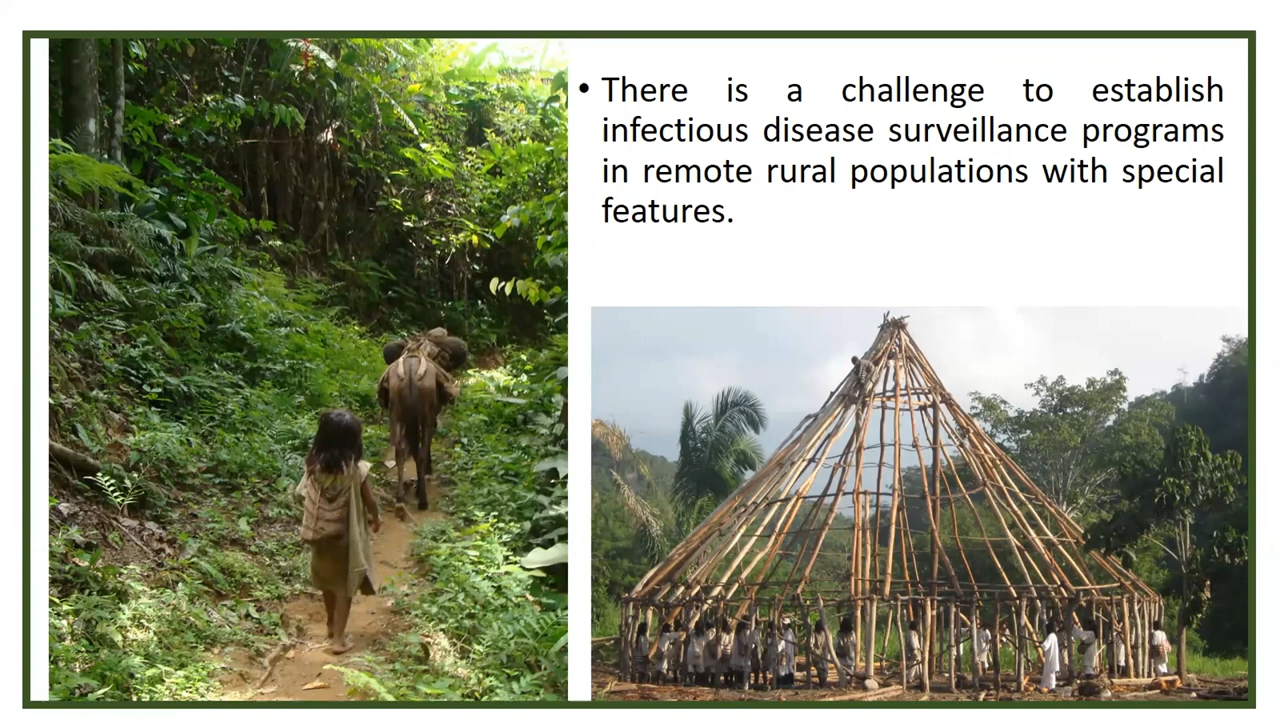 • There is a challenge to establish
infectious disease surveillance programs
in remote rural populations with special
features.